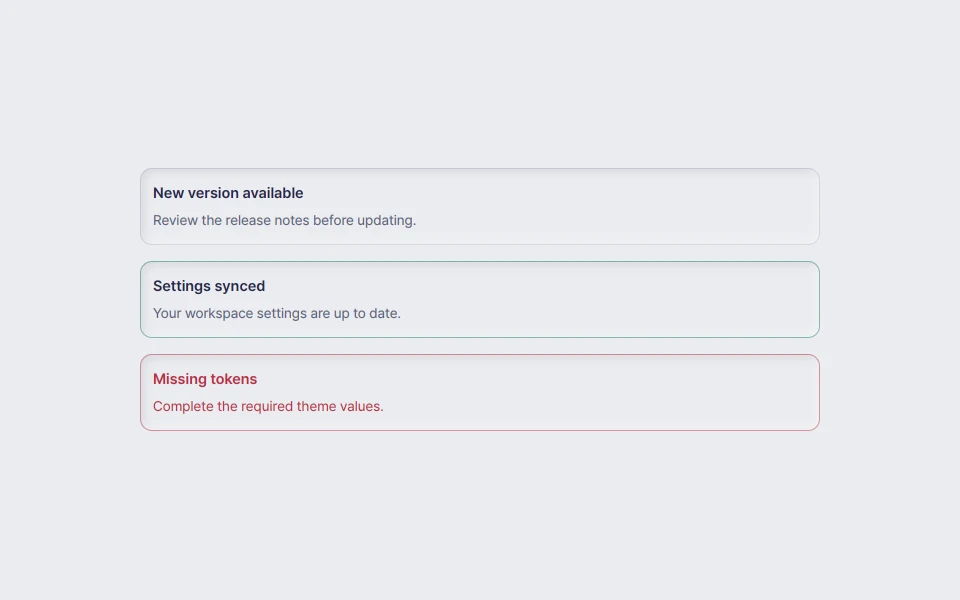 New version available
Review the release notes before updating.
Settings synced
Your workspace settings are up to date.
Missing tokens
Complete the required theme values.